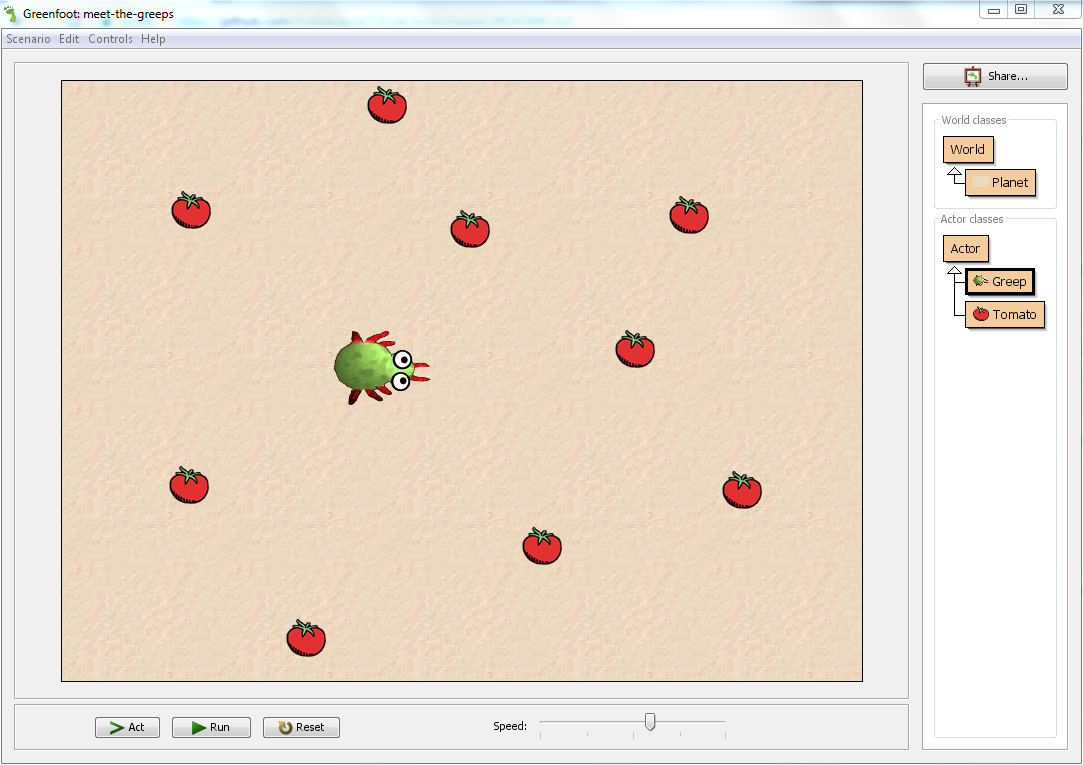 Greenfoot: meet-the-greeps
Scenario Edit Controls Help
Share...
World classes
World
Planet
Actor classes
Actor
Greep
Tomato
Act Run Reset Speed: